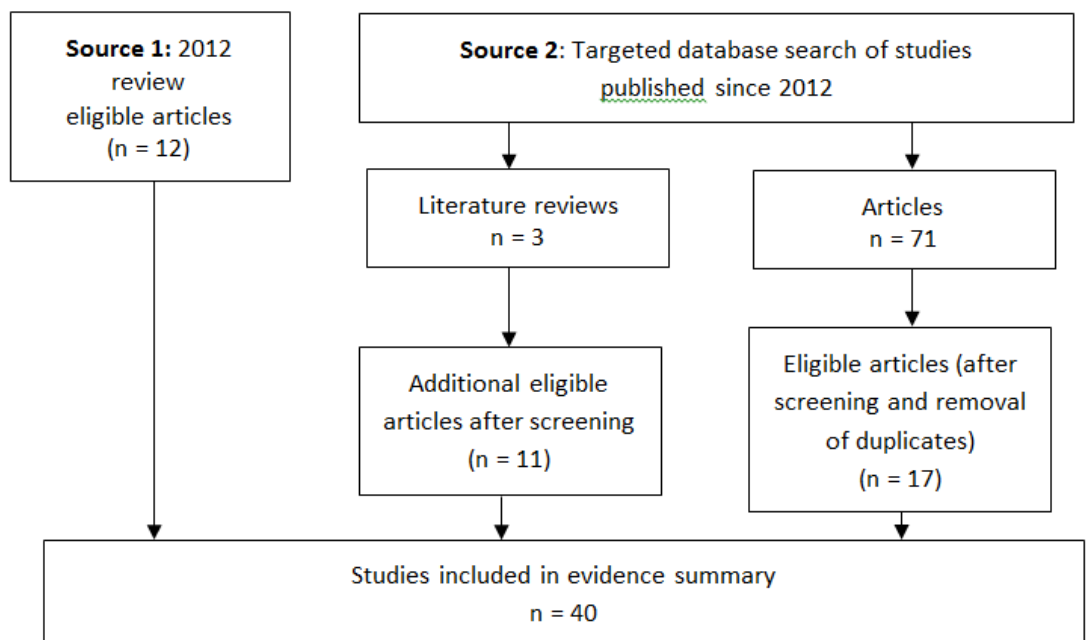 Source 1: 2012
review
eligible articles
(n = 12)
Source 2: Targeted database search of studies
published since 2012
Literature reviews
n = 3
Articles
n = 71
Additional eligible
articles after screening
(n = 11)
Eligible articles (after
screening and removal
of duplicates)
(n = 17)
Studies included in evidence summary
n = 40